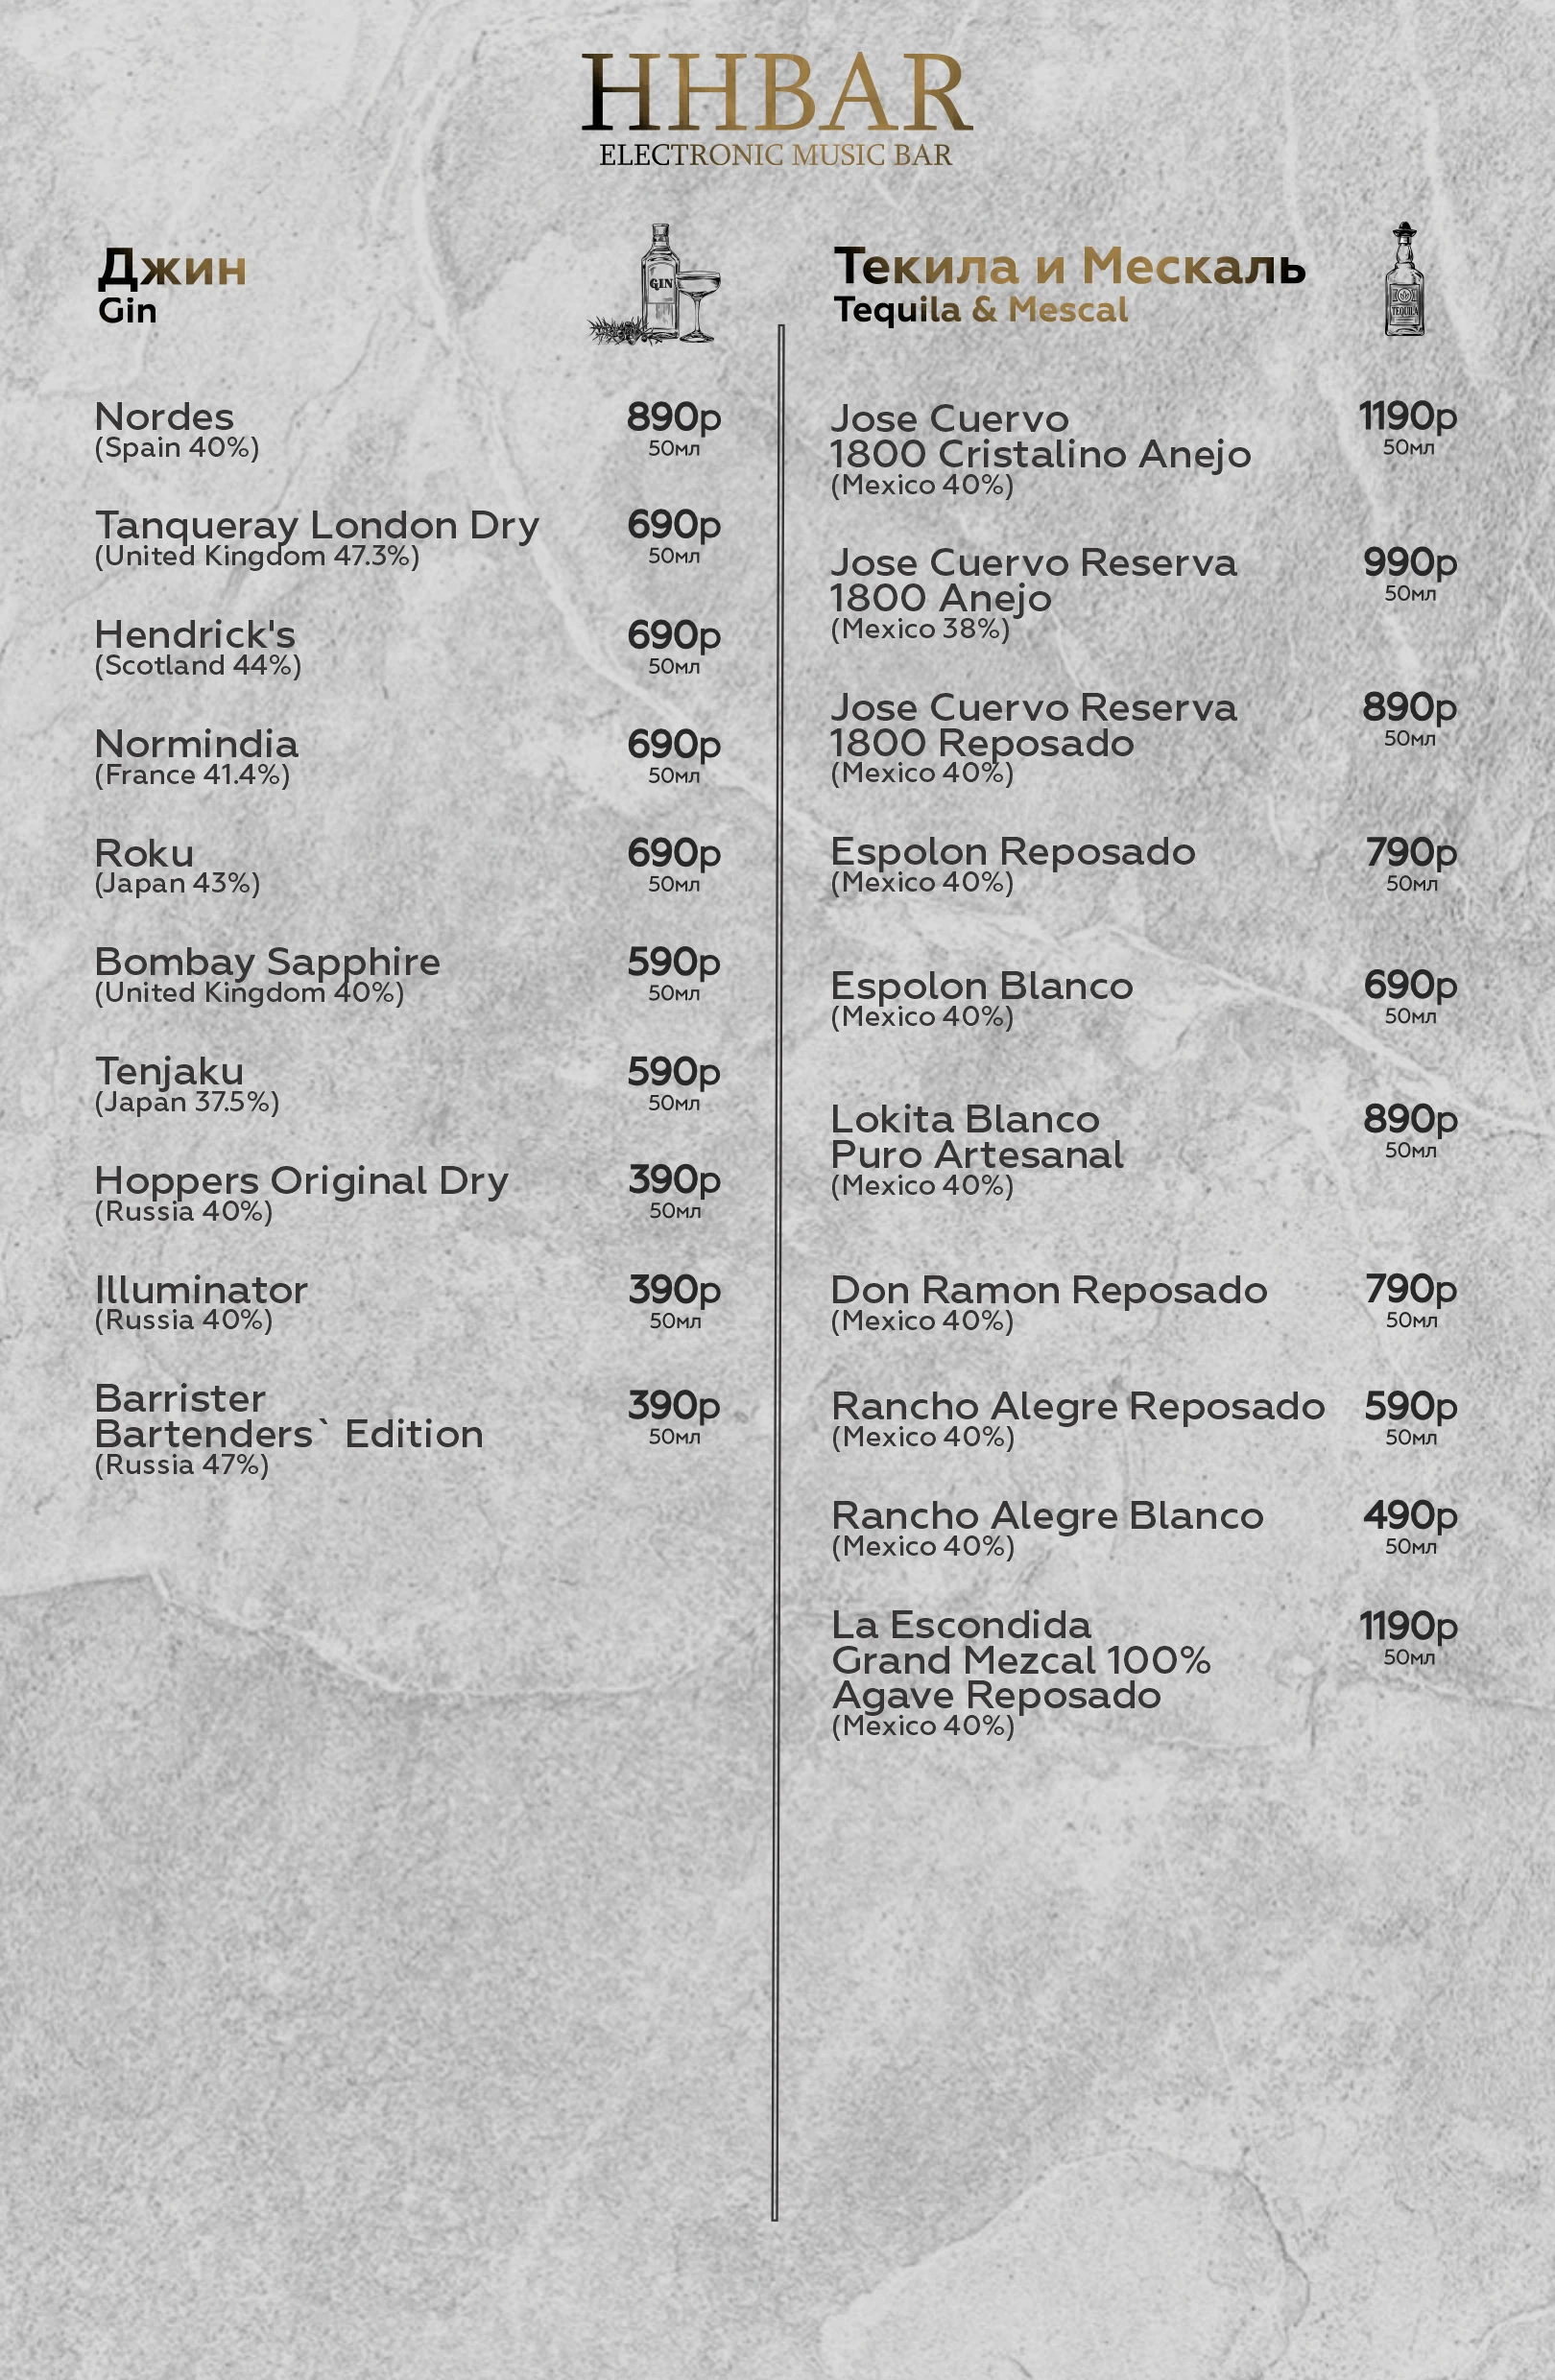 HHBAR
ELECTRONIC MUSIC BAR
Джин
Gin
GIN
Nordes
890р
(Spain 40%)
50мл
Tanqueray London Dry
690р
(United Kingdom 47.3%)
50мл
Hendrick's
690р
(Scotland 44%)
50мл
Normindia
690р
(France 41.4%)
50мл
Roku
690р
(Japan 43%)
50мл
Bombay Sapphire
590р
(United Kingdom 40%)
50мл
Tenjaku
590р
(Japan 37.5%)
50мл
Hoppers Original Dry
390р
(Russia 40%)
50мл
Illuminator
390р
(Russia 40%)
50мл
Barrister
390р
Bartenders` Edition
50мл
(Russia 47%)
Текила и Мескаль
Tequila & Mescal
TEQUILA
Jose Cuervo
1190р
1800 Cristalino Anejo
50мл
(Mexico 40%)
Jose Cuervo Reserva
990р
1800 Anejo
50мл
(Mexico 38%)
Jose Cuervo Reserva
890р
1800 Reposado
50мл
(Mexico 40%)
Espolon Reposado
790р
(Mexico 40%)
50мл
Espolon Blanco
690р
(Mexico 40%)
50мл
Lokita Blanco
890р
Puro Artesanal
50мл
(Mexico 40%)
Don Ramon Reposado
790р
(Mexico 40%)
50мл
Rancho Alegre Reposado
590р
(Mexico 40%)
50мл
Rancho Alegre Blanco
490р
(Mexico 40%)
50мл
La Escondida
1190р
Grand Mezcal 100%
50мл
Agave Reposado
(Mexico 40%)